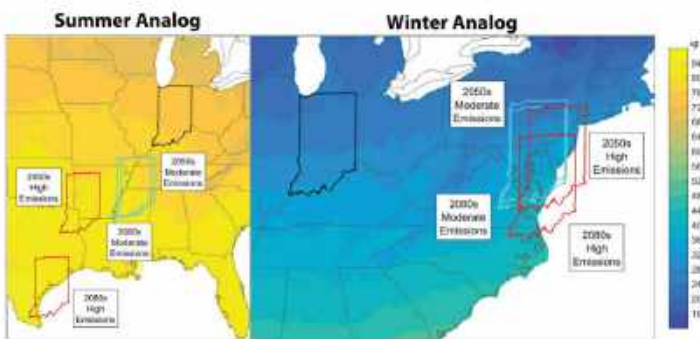 Summer Analog
Winter Analog
2050s
High
Emissions
2050s
Moderate
Emissions
2080s
Moderate
Emissions
2080s
High
Emissions
2050s
Moderate
Emissions
2050s
High
Emissions
2080s
Moderate
Emissions
2080s
High
Emissions